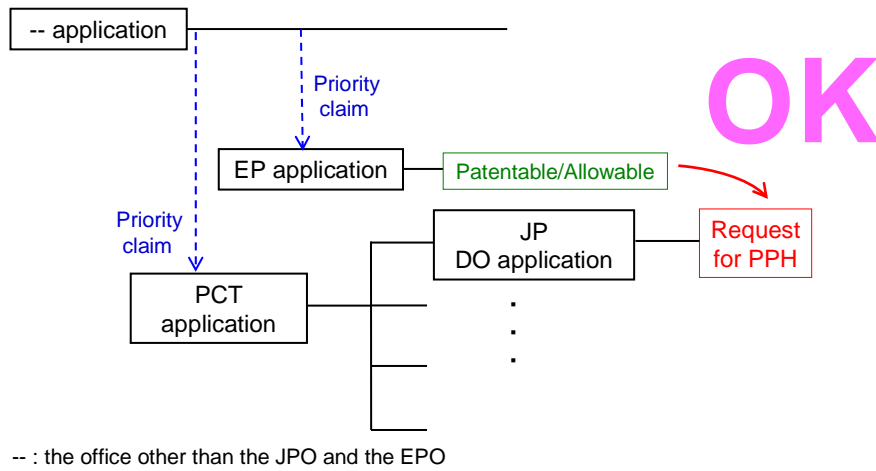 -- application
OK
Priority
claim
EP application
Patentable/Allowable
Priority
claim
JP
DO application
Request
for PPH
PCT
application
-- : the office other than the JPO and the EPO